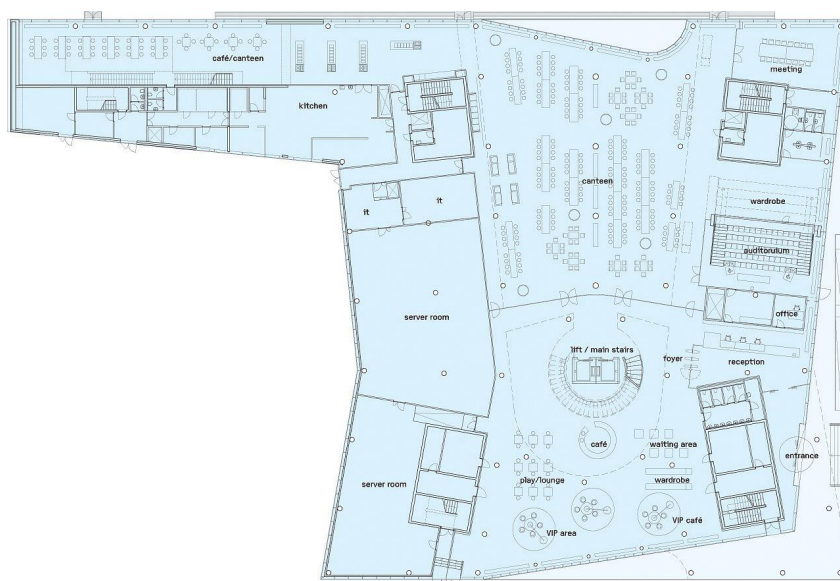 café/canteen
meeting
kitchen
canteen
wardrobe
it
it
auditorulum
server room
office
lift / main stairs
foyer
reception
café
waiting area
entrance
server room
play/lounge
wardrobe
VIP area
VIP café